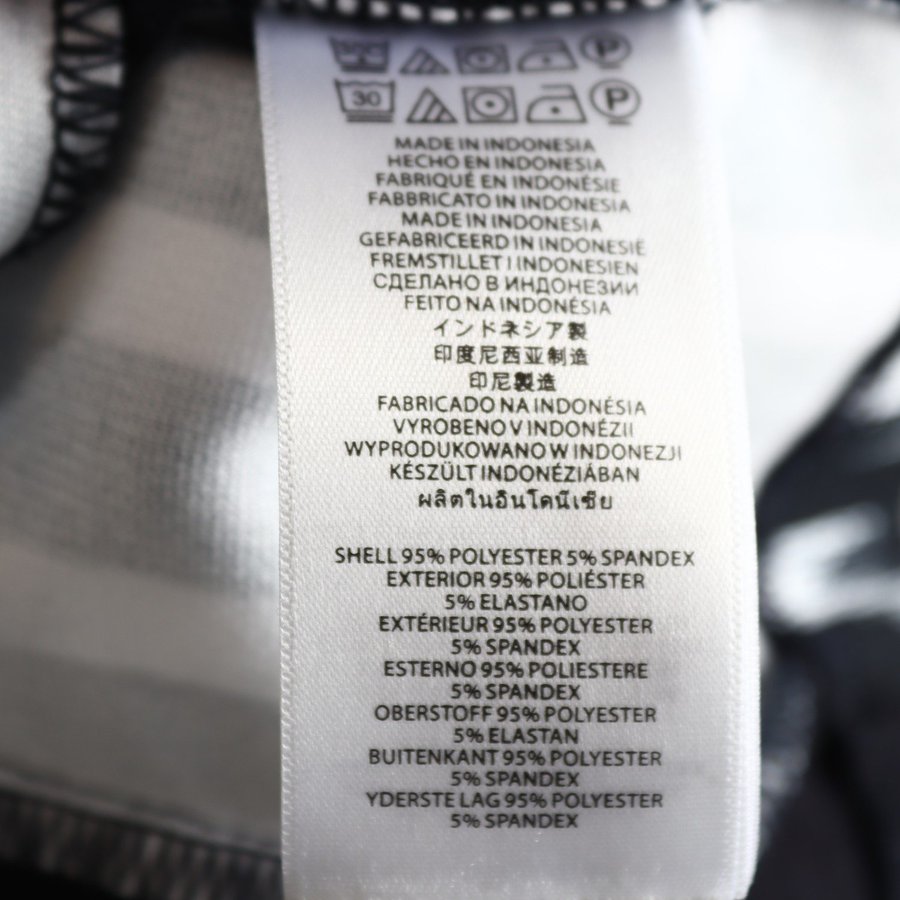 30
P
MADE IN INDONESIA
HECHO EN INDONESIA
FABRIQUÉ EN INDONÉSIE
FABBRICATO IN INDONESIA
MADE IN INDONESIA
GEFABRICEERD IN INDONESIË
FREMSTILLET I INDONESIEN
СДЕЛАНО В ИНДОНЕЗИИ
FEITO NA INDONÉSIA
インドネシア製
印度尼西亚制造
印尼製造
FABRICADO NA INDONÉSIA
VYROBENO V INDONÉZII
WYPRODUKOWANO W INDONEZJI
KÉSZÜLT INDONÉZIÁBAN
ผลิตในอินโดนีเซีย
SHELL 95% POLYESTER 5% SPANDEX
EXTERIOR 95% POLIÉSTER
5% ELASTANO
EXTÉRIEUR 95% POLYESTER
5% SPANDEX
ESTERNO 95% POLIESTERE
5% SPANDEX
OBERSTOFF 95% POLYESTER
5% ELASTAN
BUITENKANT 95% POLYESTER
5% SPANDEX
YDERSTE LAG 95% POLYESTER
5% SPANDEX